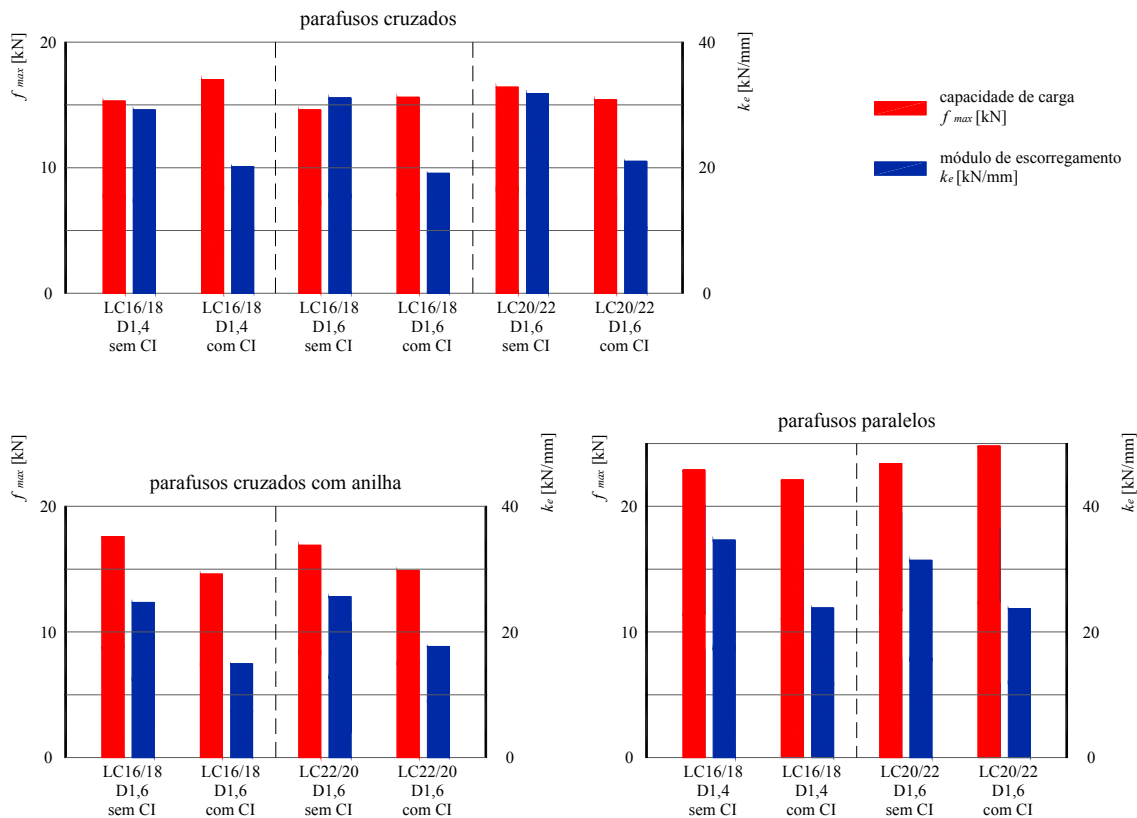 parafusos cruzados
f max [kN]
20
10
0
ke [kN/mm]
40
20
0
LC16/18
D1,4
sem CI
LC16/18
D1,4
com CI
LC16/18
D1,6
sem CI
LC16/18
D1,6
com CI
LC20/22
D1,6
sem CI
LC20/22
D1,6
com CI
capacidade de carga
f max [kN]
módulo de escorregamento
ke [kN/mm]
parafusos cruzados com anilha
f max [kN]
20
10
0
ke [kN/mm]
40
20
0
LC16/18
D1,6
sem CI
LC16/18
D1,6
com CI
LC22/20
D1,6
sem CI
LC22/20
D1,6
com CI
parafusos paralelos
f max [kN]
20
10
0
ke [kN/mm]
40
20
0
LC16/18
D1,4
sem CI
LC16/18
D1,4
com CI
LC20/22
D1,6
sem CI
LC20/22
D1,6
com CI